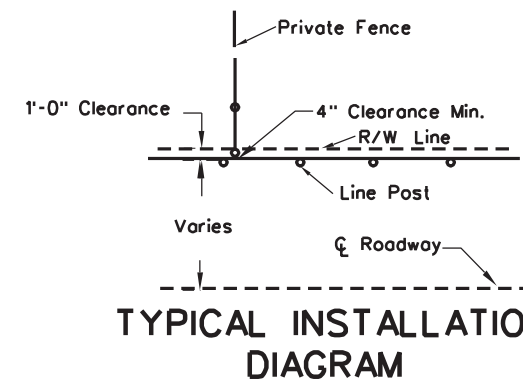 Private Fence
1'-0" Clearance
4" Clearance Min.
R/W Line
Line Post
Varies
℄ Roadway
TYPICAL INSTALLATIO
DIAGRAM